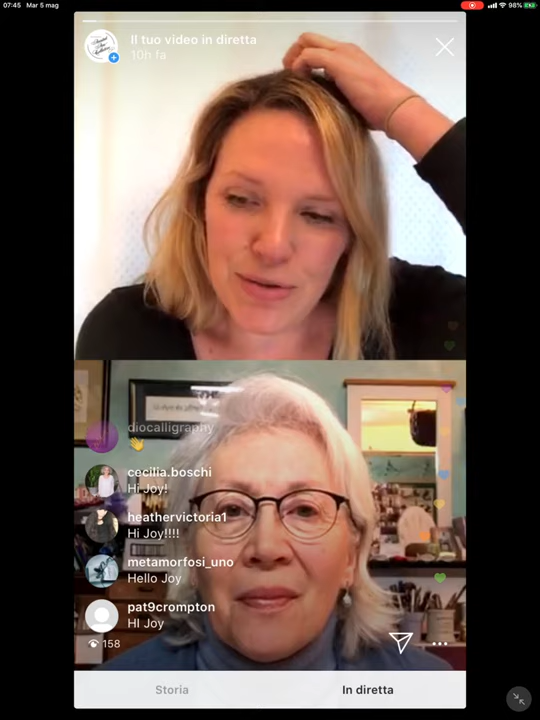 07:45 Mar 5 mag
98%
Il tuo video in diretta
10h fa
diocalligraphy
👋
cecilia.boschi
Hi Joy!
heathervictoria1
Hi Joy!!!!
metamorfosi_uno
Hello Joy
pat9crompton
HI Joy
158
Storia
In diretta